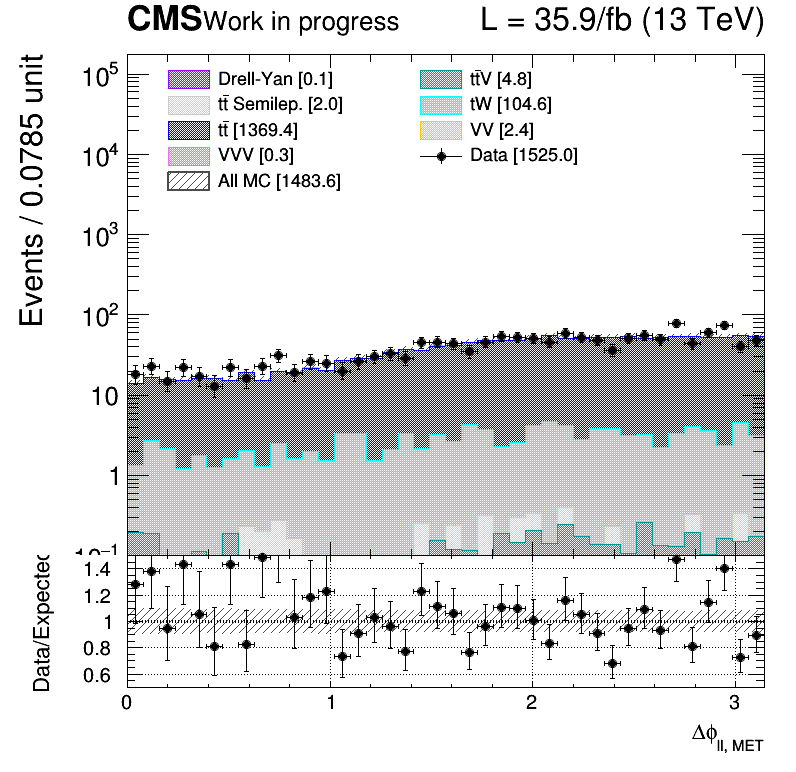 CMS Work in progress L = 35.9/fb (13 TeV)
Events / 0.0785 unit
10⁵
10⁴
10³
10²
10
1
10⁻¹
Drell-Yan [0.1]
tt̄ Semilep. [2.0]
tt̄ [1369.4]
VVV [0.3]
All MC [1483.6]
tt̄V [4.8]
tW [104.6]
VV [2.4]
Data [1525.0]
Data/Expected
1.4
1.2
1
0.8
0.6
0 1 2 3
Δϕll, MET